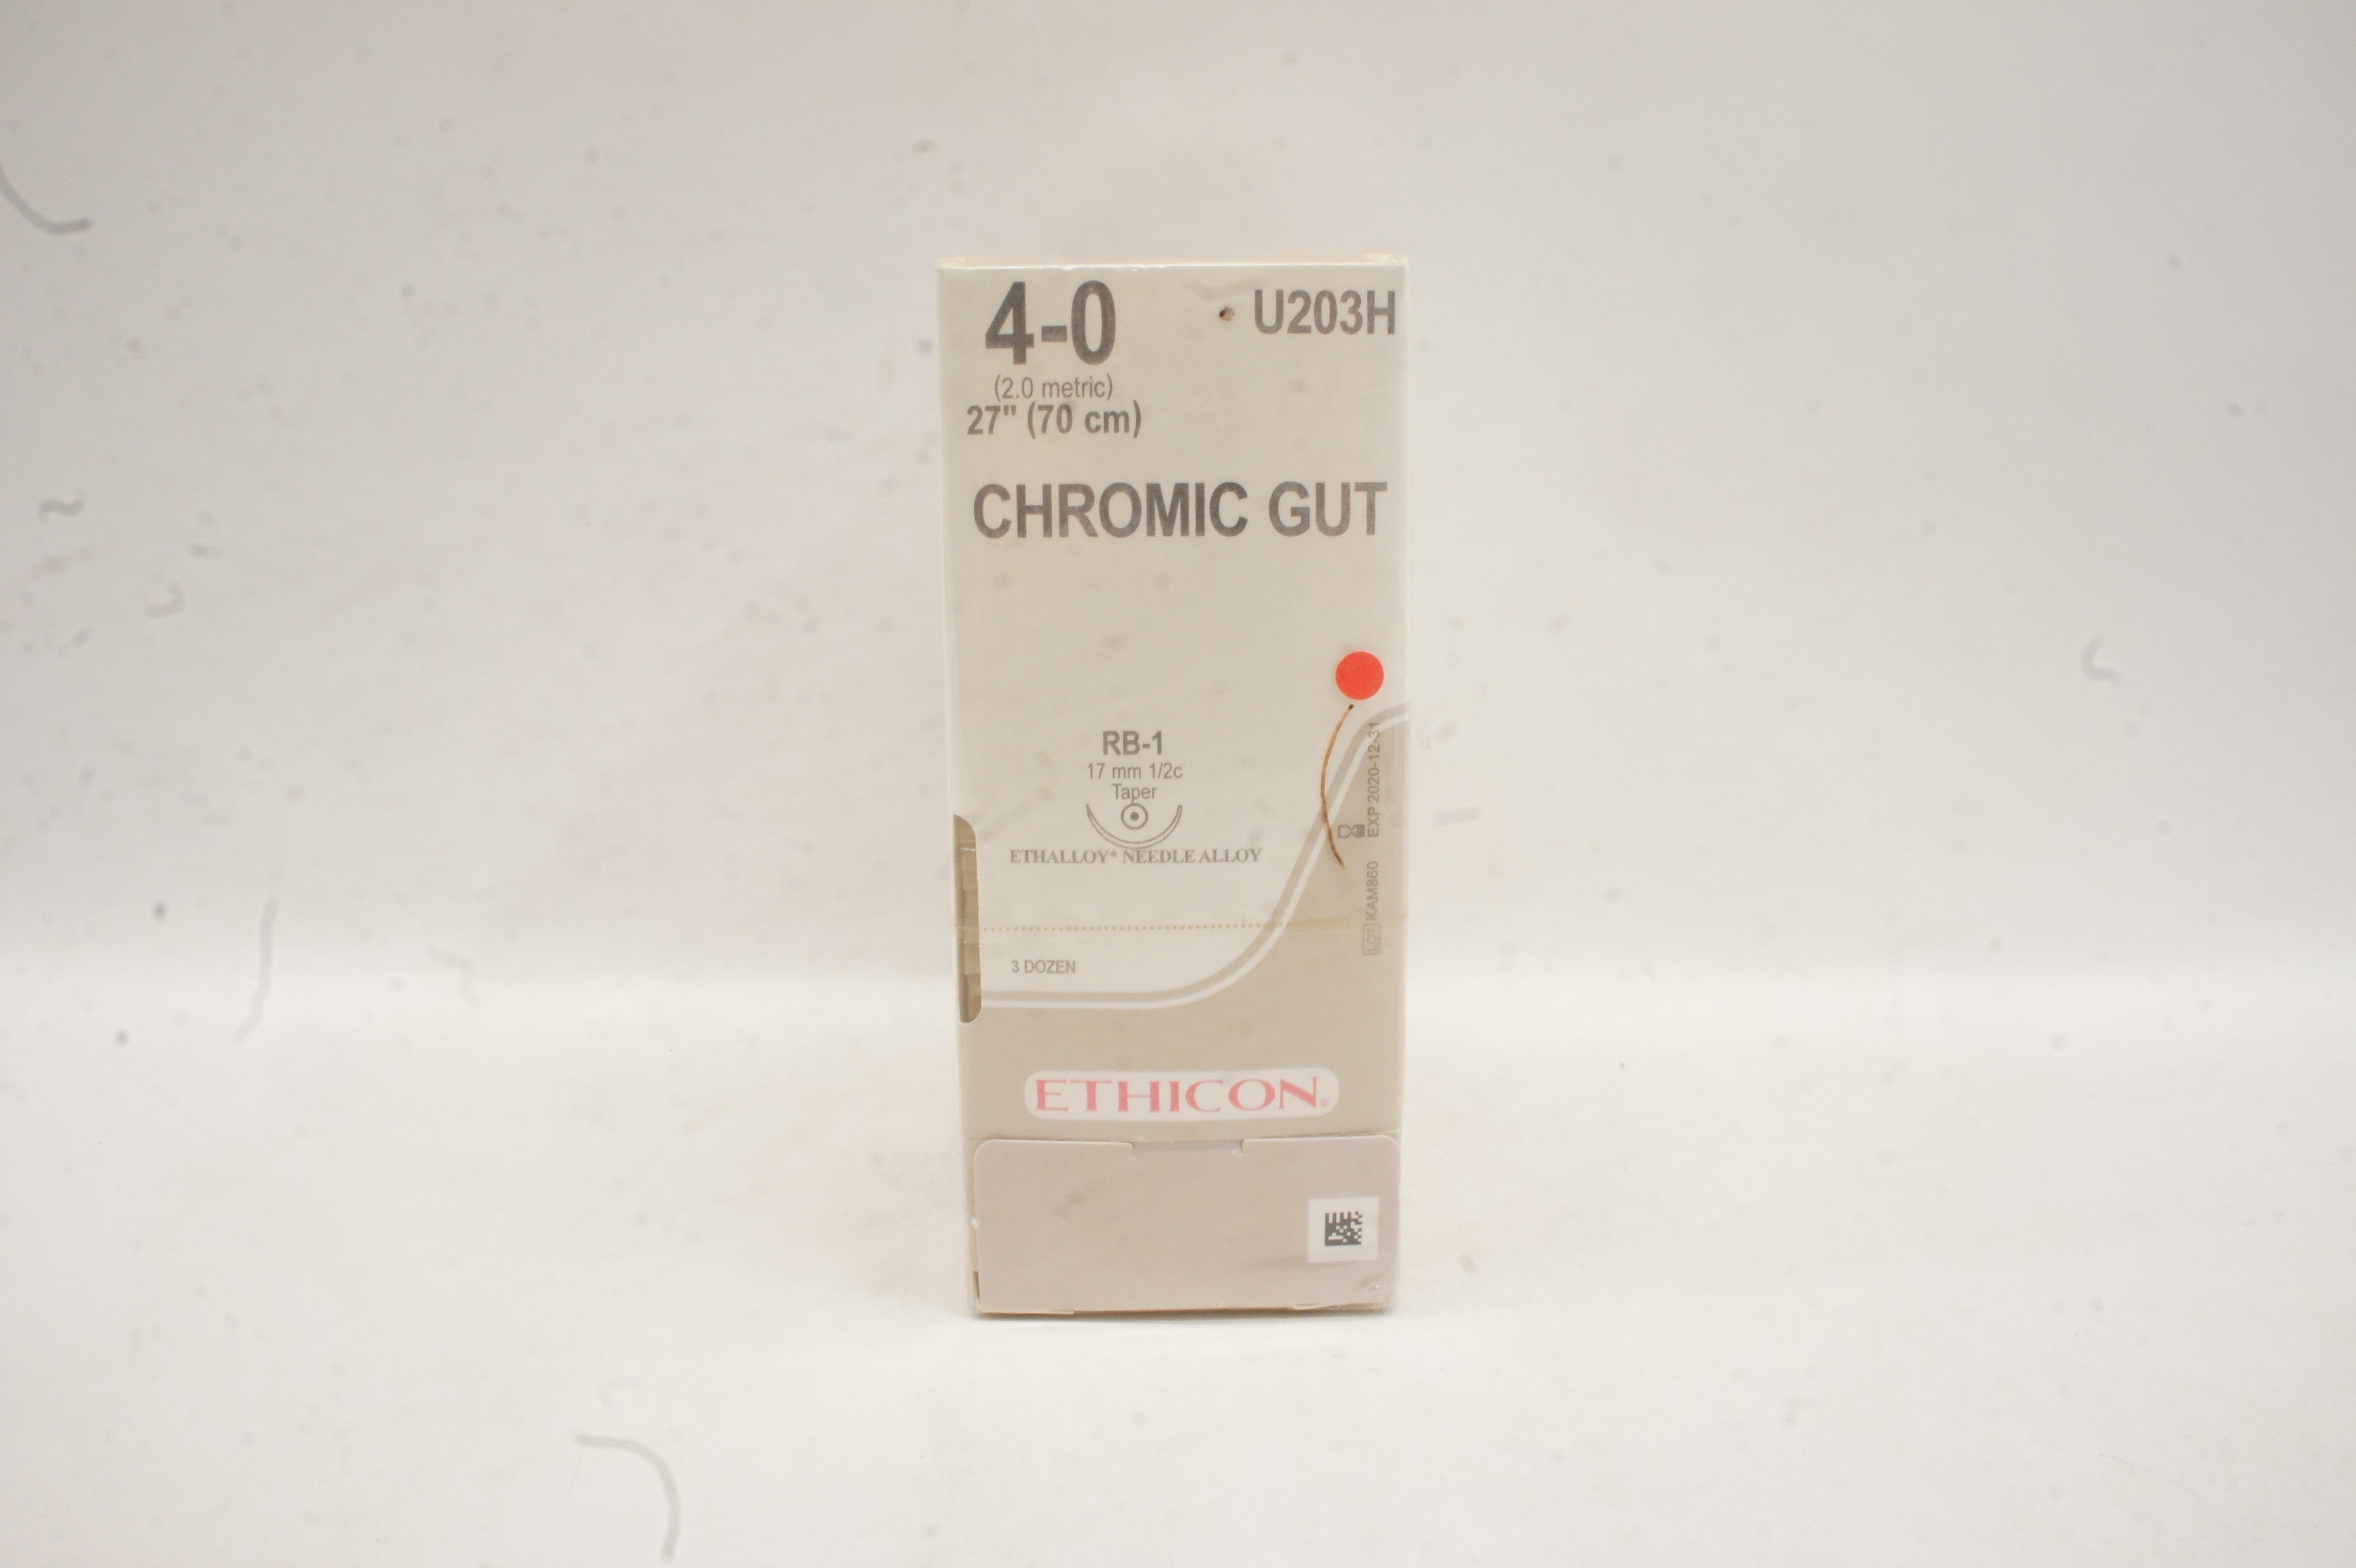 4-0
U203H
(2.0 metric)
27" (70 cm)
CHROMIC GUT
RB-1
17 mm 1/2c
Taper
ETHALLOY* NEEDLE ALLOY
EXP 2020-12-31
LOT KAM860
3 DOZEN
ETHICON*